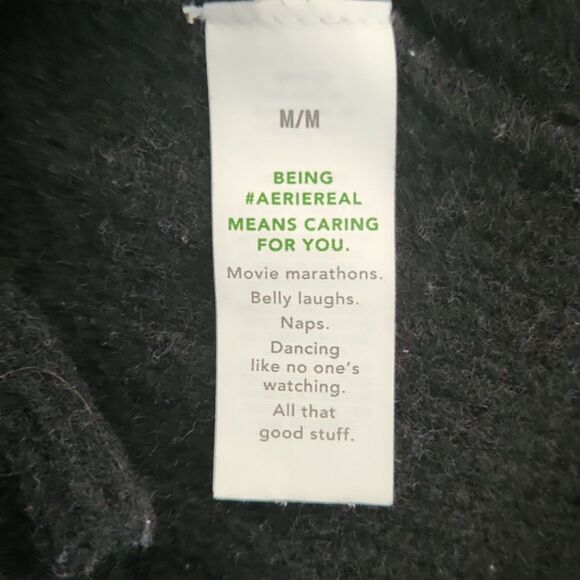 M/M
BEING
#AERIEREAL
MEANS CARING
FOR YOU.
Movie marathons.
Belly laughs.
Naps.
Dancing
like no one's
watching.
All that
good stuff.